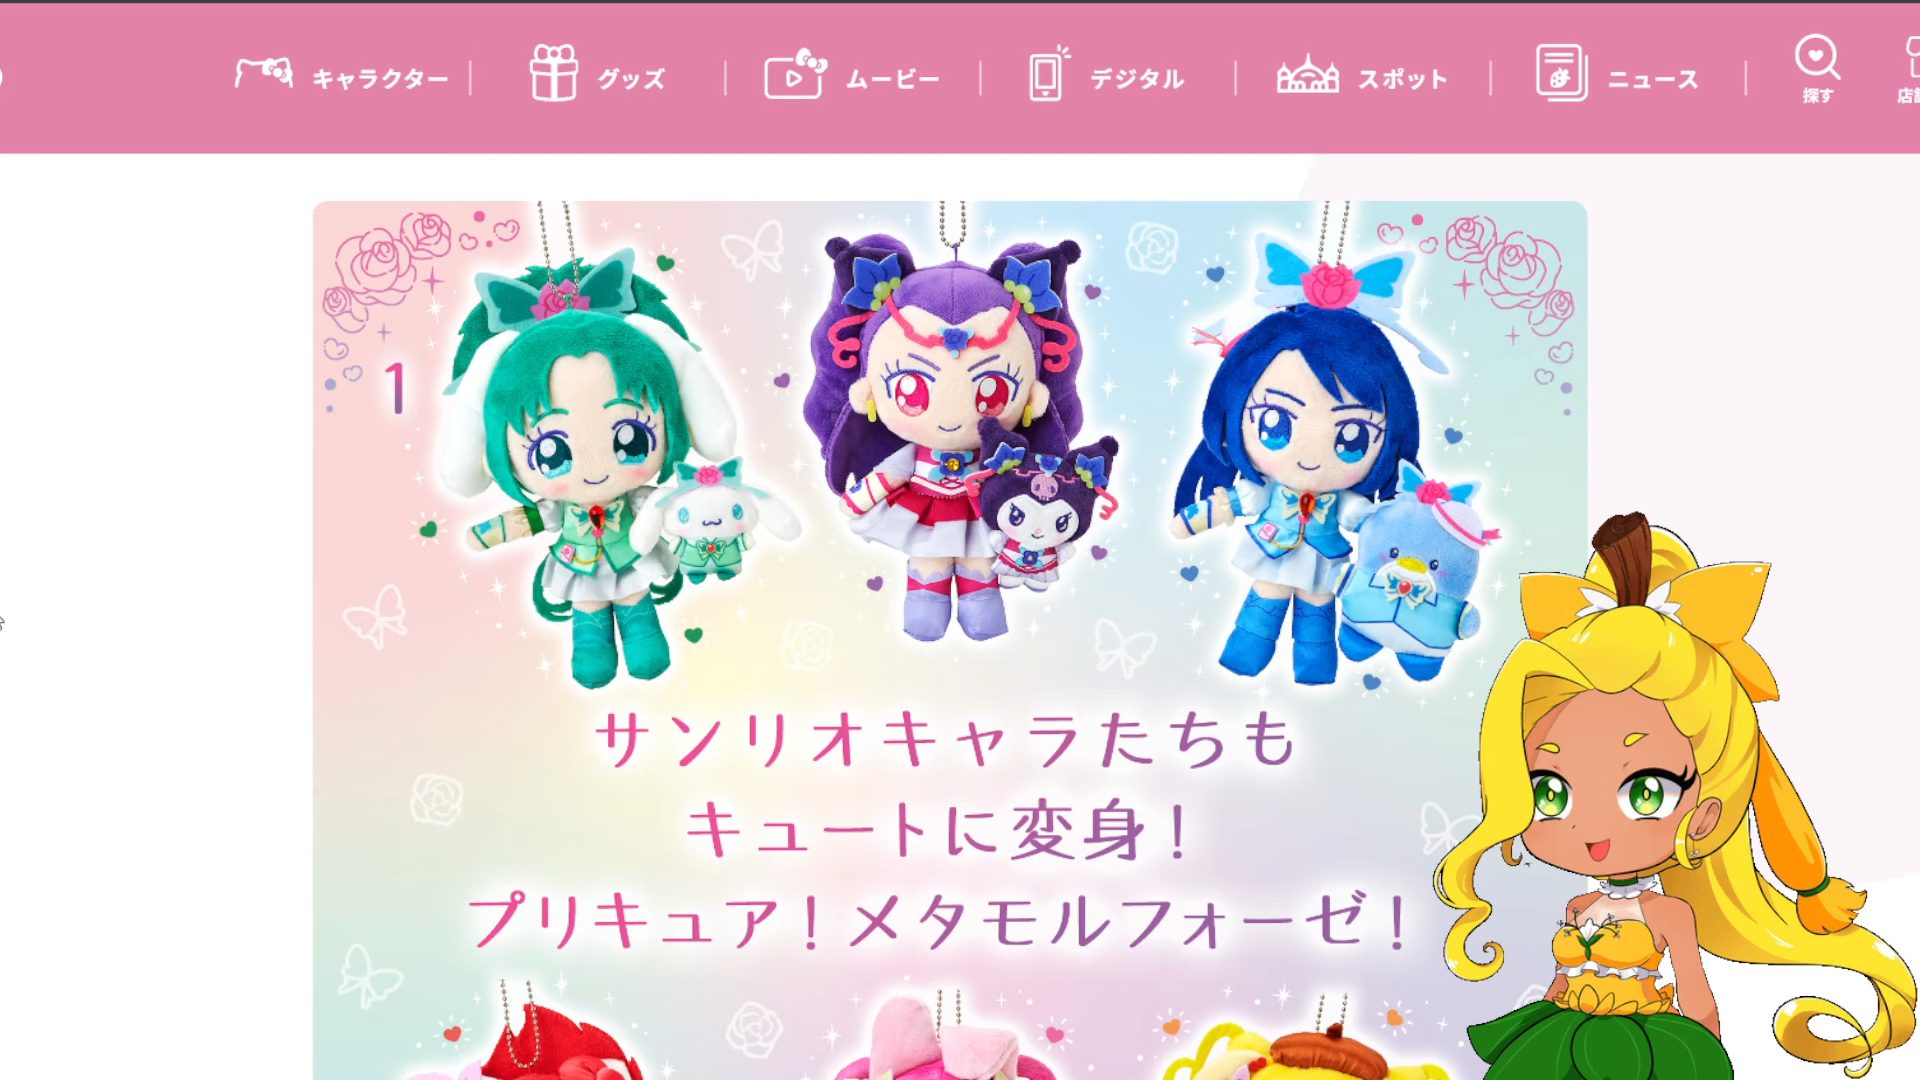 キャラクター
グッズ
ムービー
デジタル
スポット
ニュース
探す
1
サンリオキャラたちも
キュートに変身！
プリキュア！メタモルフォーゼ！